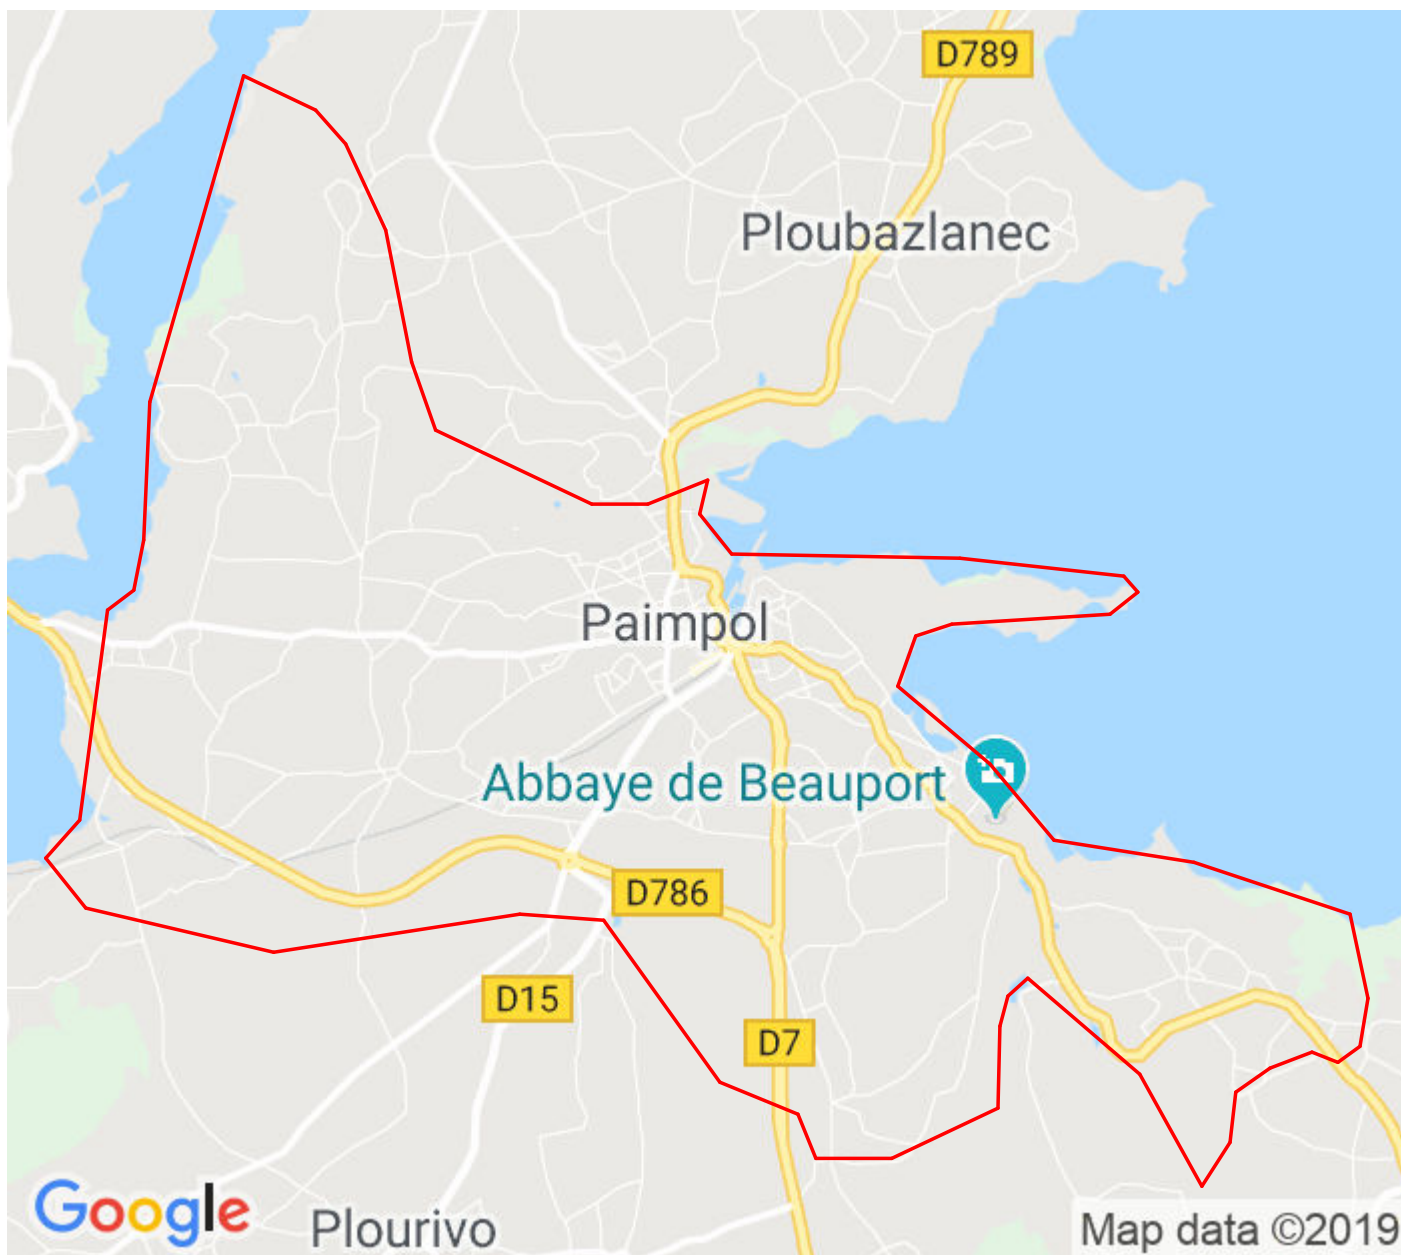 D789
Ploubazlanec
Paimpol
Abbaye de Beauport
D786
D15
D7
Google
Plourivo
Map data ©2019